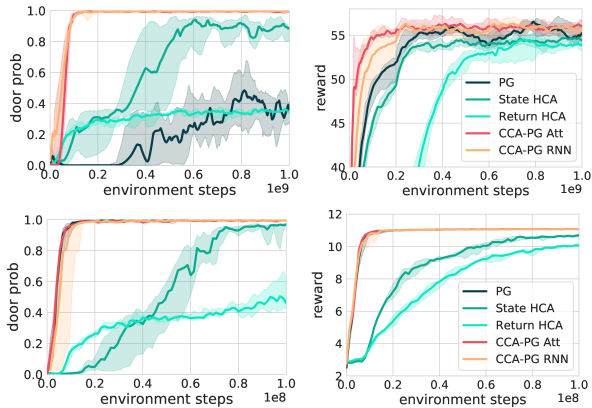 1.0
0.8
0.6
0.4
0.2
0.0
door prob
0.0 0.2 0.4 0.6 0.8 1.0
environment steps
1e9
55
50
45
40
reward
PG
State HCA
Return HCA
CCA-PG Att
CCA-PG RNN
0.0 0.2 0.4 0.6 0.8 1.0
environment steps
1e9
1.0
0.8
0.6
0.4
0.2
0.0
door prob
0.0 0.2 0.4 0.6 0.8 1.0
environment steps
1e8
12
10
8
6
4
2
reward
PG
State HCA
Return HCA
CCA-PG Att
CCA-PG RNN
0.0 0.2 0.4 0.6 0.8 1.0
environment steps
1e8